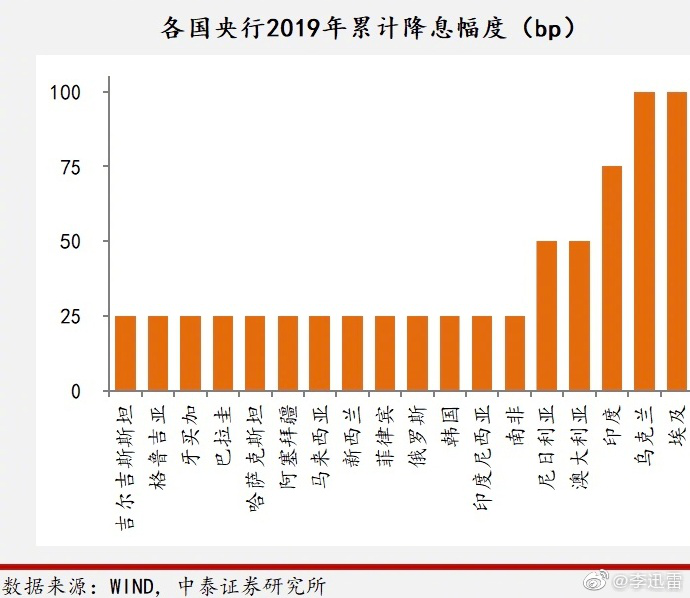 各国央行2019年累计降息幅度（bp）
100
75
50
25
0
吉尔吉斯斯坦
格鲁吉亚
牙买加
巴拉圭
哈萨克斯坦
阿塞拜疆
马来西亚
新西兰
菲律宾
俄罗斯
韩国
印度尼西亚
南非
尼日利亚
澳大利亚
印度
乌克兰
埃及
数据来源：WIND，中泰证券研究所
@李迅雷